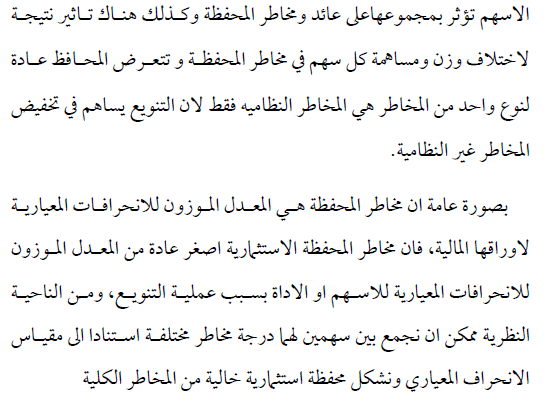 الاسهم تؤثر بمجموعهاعلى عائد ومخاطر المحفظة وكذلك هناك تاثير نتيجة
لاختلاف وزن ومساهمة كل سهم في مخاطر المحفظة و تتعرض المحافظ عادة
لنوع واحد من المخاطر هي المخاطر النظاميه فقط لان التنويع يساهم في تخفيض
المخاطر غير النظامية.
بصورة عامة ان مخاطر المحفظة هي المعدل الموزون للانحرافات المعيارية
لاوراقها المالية، فان مخاطر المحفظة الاستثمارية اصغر عادة من المعدل الموزون
للانحرافات المعيارية للاسهم او الاداة بسبب عملية التنويع، ومن الناحية
النظرية ممكن ان نجمع بين سهمين لهما درجة مخاطر مختلفة استنادا الى مقياس
الانحراف المعياري ونشكل محفظة استثمارية خالية من المخاطر الكلية